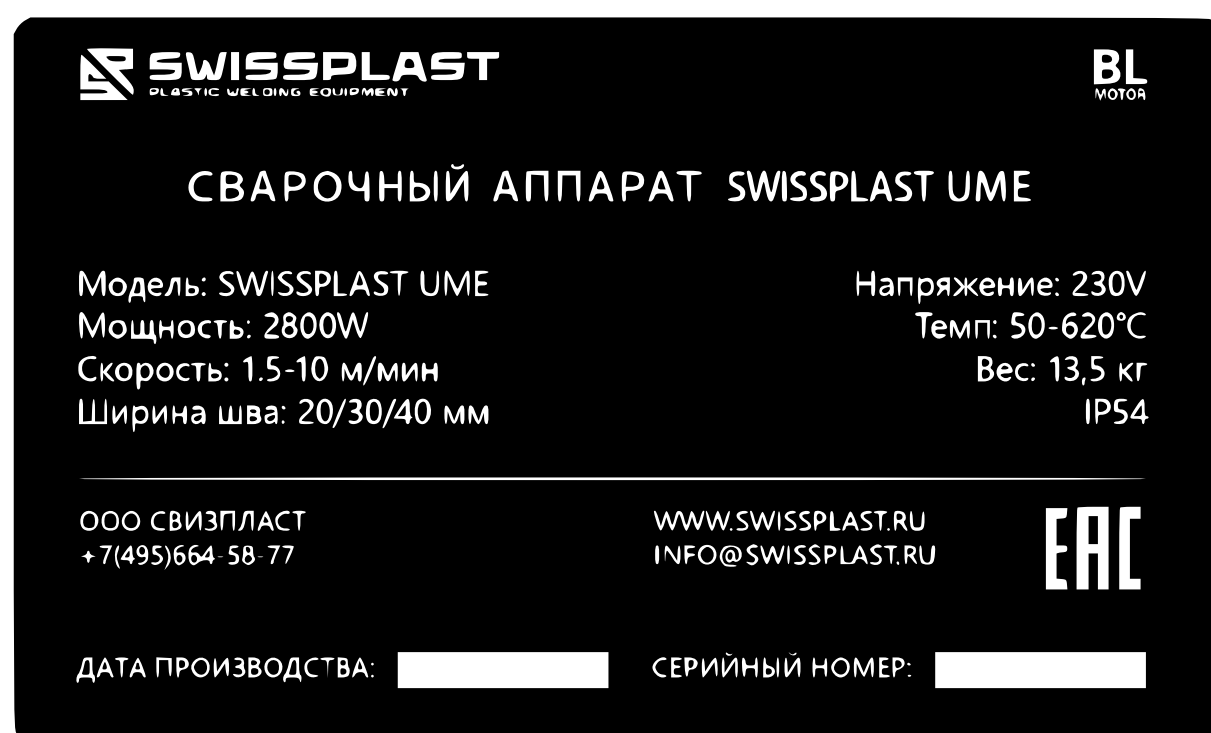 SWISSPLAST
PLASTIC WELDING EQUIPMENT
BL
MOTOR
СВАРОЧНЫЙ АППАРАТ SWISSPLAST UME
Модель: SWISSPLAST UME
Мощность: 2800W
Скорость: 1.5-10 м/мин
Ширина шва: 20/30/40 мм
Напряжение: 230V
Темп: 50-620°C
Вес: 13,5 кг
IP54
ООО СВИЗПЛАСТ
+7(495)664-58-77
WWW.SWISSPLAST.RU
INFO@SWISSPLAST.RU
EAC
ДАТА ПРОИЗВОДСТВА:
СЕРИЙНЫЙ НОМЕР: